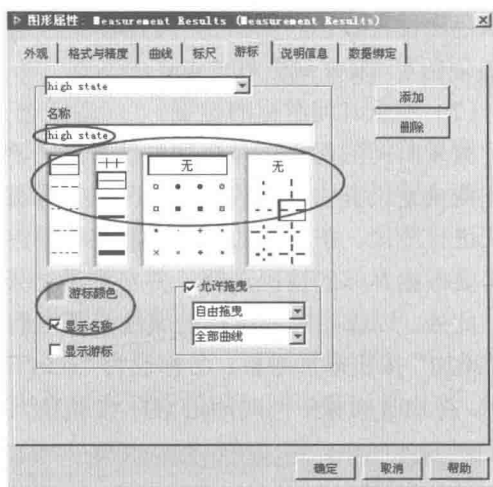 图形属性: Measurement Results (Measurement Results)
外观 格式与精度 曲线 标尺 游标 说明信息 数据绑定
high state
添加
名称
删除
high state
无 无
游标颜色
允许拖曳
自由拖曳
显示名称
全部曲线
显示游标
确定 取消 帮助